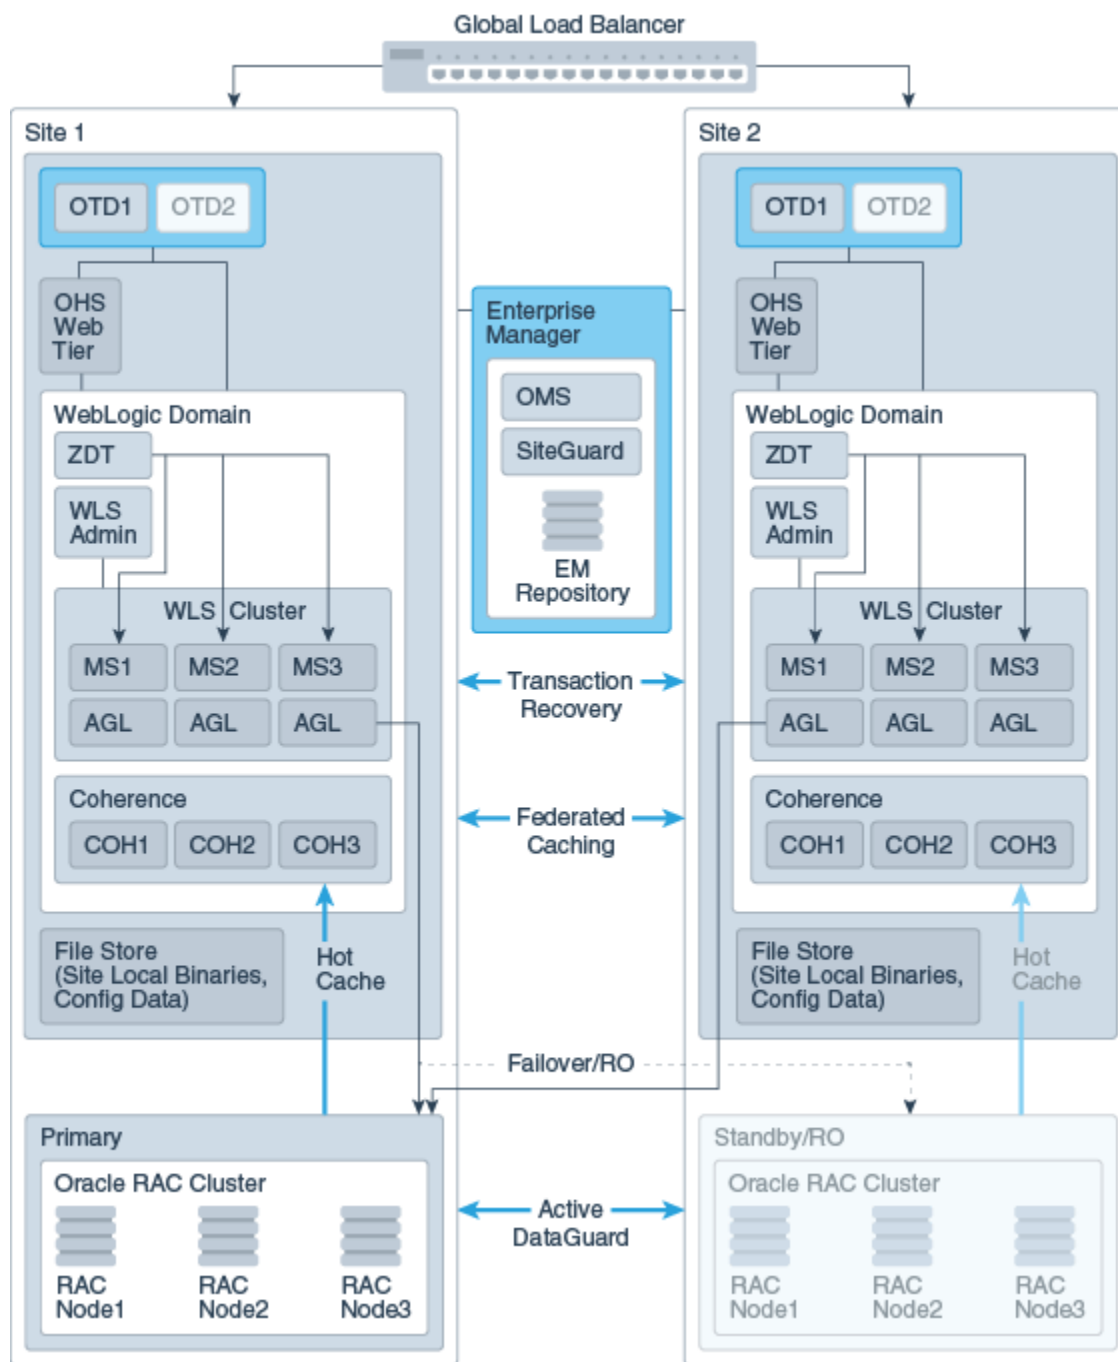 Global Load Balancer
Site 1
OTD1
OTD2
OHS
Web
Tier
WebLogic Domain
ZDT
WLS
Admin
WLS Cluster
MS1
MS2
MS3
AGL
AGL
AGL
Coherence
COH1
COH2
COH3
File Store
(Site Local Binaries,
Config Data)
Hot
Cache
Primary
Oracle RAC Cluster
RAC
Node1
RAC
Node2
RAC
Node3
Enterprise
Manager
OMS
SiteGuard
EM
Repository
Transaction
Recovery
Federated
Caching
Failover/RO
Active
DataGuard
Site 2
OTD1
OTD2
OHS
Web
Tier
WebLogic Domain
ZDT
WLS
Admin
WLS Cluster
MS1
MS2
MS3
AGL
AGL
AGL
Coherence
COH1
COH2
COH3
File Store
(Site Local Binaries,
Config Data)
Hot
Cache
Standby/RO
Oracle RAC Cluster
RAC
Node1
RAC
Node2
RAC
Node3